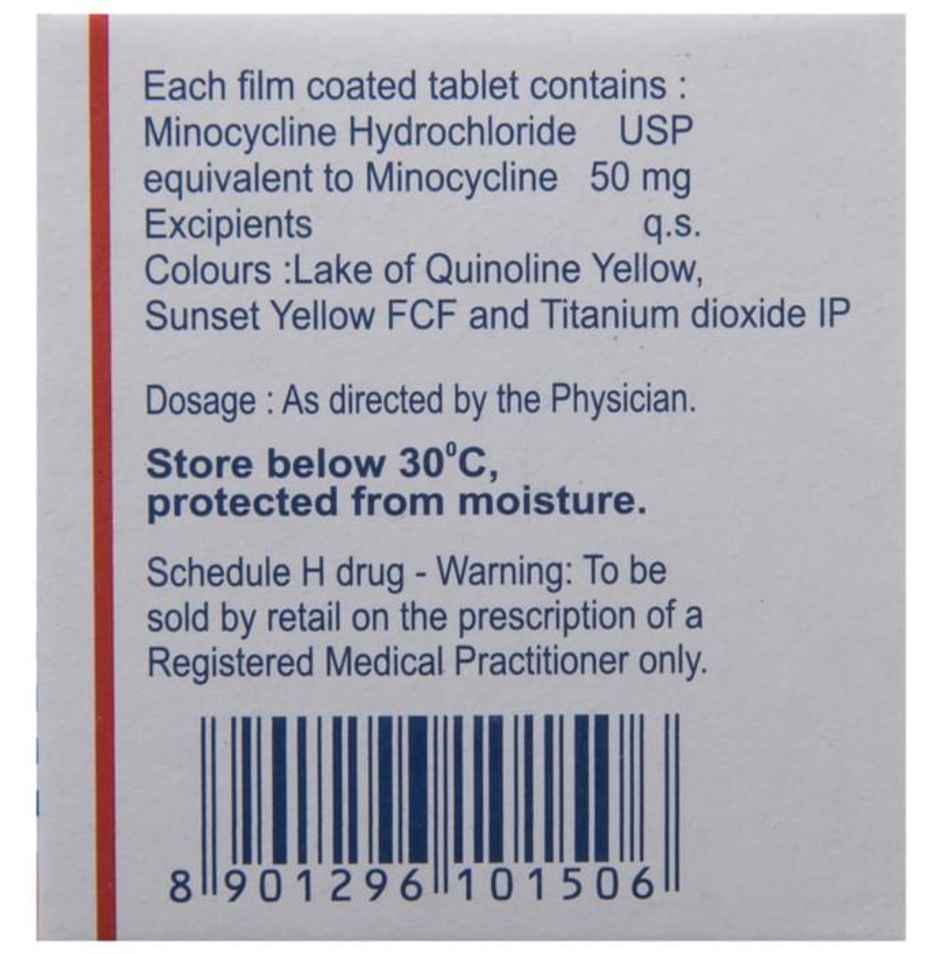 Each film coated tablet contains :
Minocycline Hydrochloride USP
equivalent to Minocycline 50 mg
Excipients q.s.
Colours :Lake of Quinoline Yellow,
Sunset Yellow FCF and Titanium dioxide IP
Dosage : As directed by the Physician.
Store below 30⁰C,
protected from moisture.
Schedule H drug - Warning: To be
sold by retail on the prescription of a
Registered Medical Practitioner only.
8 901296 101506